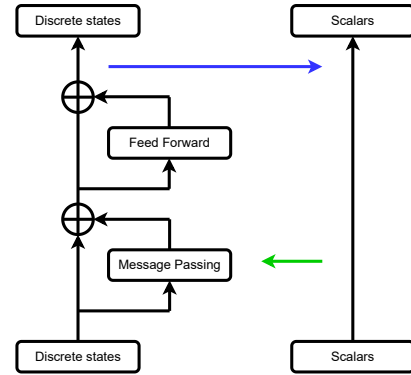 Discrete states
Scalars
Feed Forward
Message Passing
Discrete states
Scalars